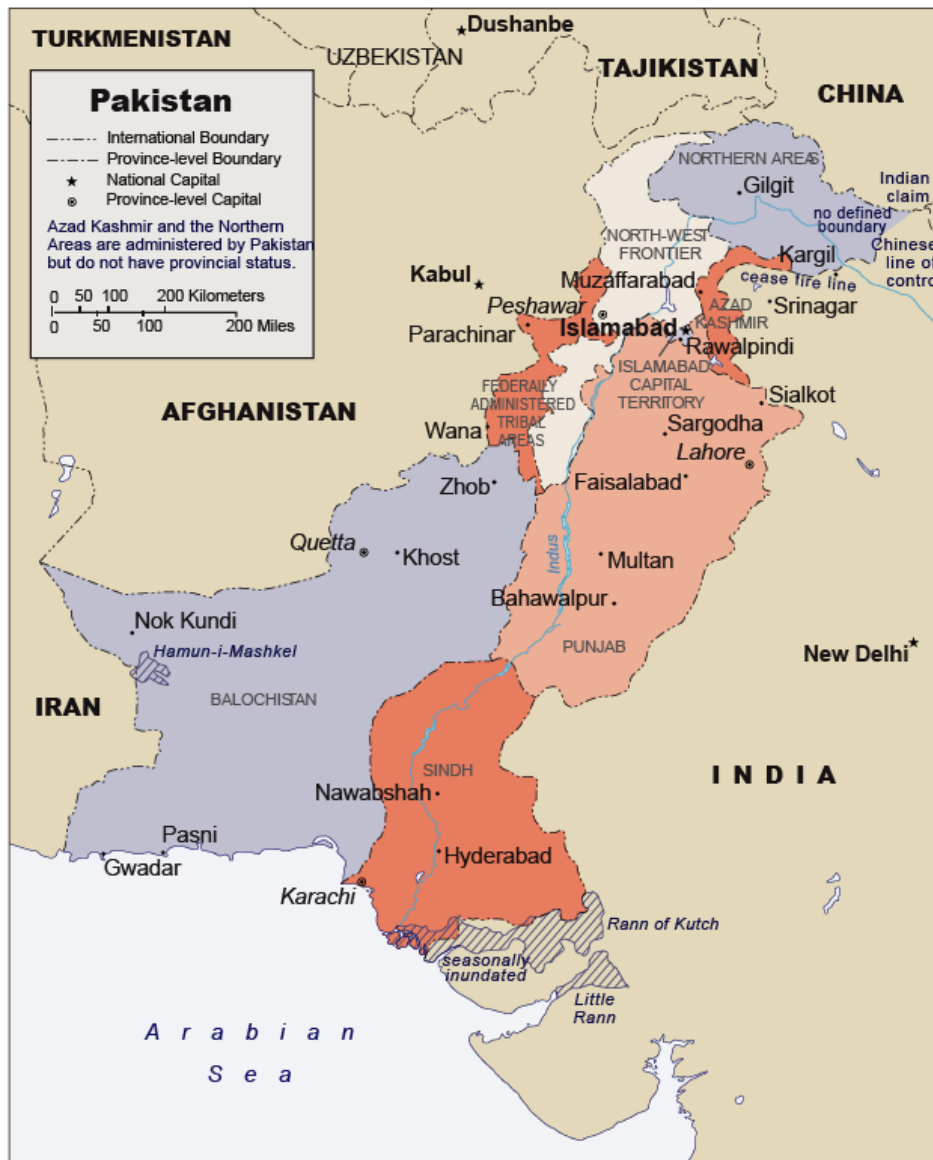 Dushanbe
TURKMENISTAN
UZBEKISTAN
TAJIKISTAN
CHINA
Pakistan
International Boundary
Province-level Boundary
National Capital
Province-level Capital
Azad Kashmir and the Northern
Areas are administered by Pakistan
but do not have provincial status.
0 50 100 200 Kilometers
0 50 100 200 Miles
NORTHERN AREAS
Gilgit
Indian
claim
no defined
boundary
Chinese
line of
control
NORTH-WEST
FRONTIER
Kargil
cease fire line
Kabul
Muzaffarabad
Peshawar
Srinagar
AZAD
KASHMIR
Parachinar
Islamabad
Rawalpindi
ISLAMABAD
CAPITAL
TERRITORY
Sialkot
FEDERALLY
ADMINISTERED
TRIBAL
AREAS
AFGHANISTAN
Wana
Sargodha
Lahore
Zhob
Faisalabad
Quetta
Khost
Indus
Multan
Bahawalpur
Nok Kundi
Hamun-i-Mashkel
PUNJAB
New Delhi
IRAN
BALOCHISTAN
SINDH
INDIA
Nawabshah
Pasni
Gwadar
Hyderabad
Karachi
Rann of Kutch
seasonally
inundated
Little
Rann
Arabian
Sea